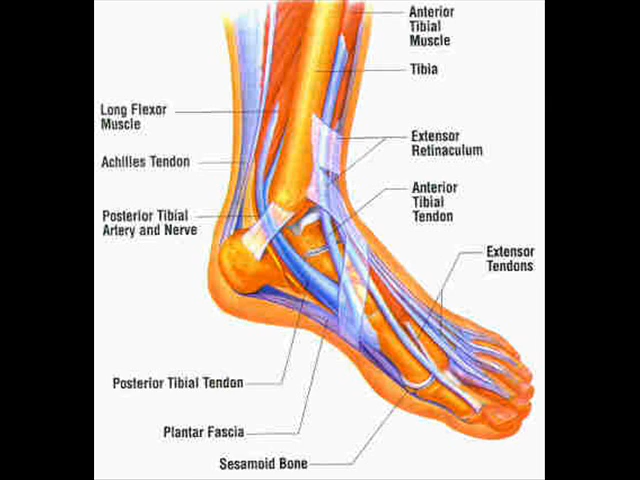 Anterior
Tibial
Muscle
Tibia
Long Flexor
Muscle
Extensor
Retinaculum
Achilles Tendon
Anterior
Tibial
Tendon
Posterior Tibial
Artery and Nerve
Extensor
Tendons
Posterior Tibial Tendon
Plantar Fascia
Sesamoid Bone